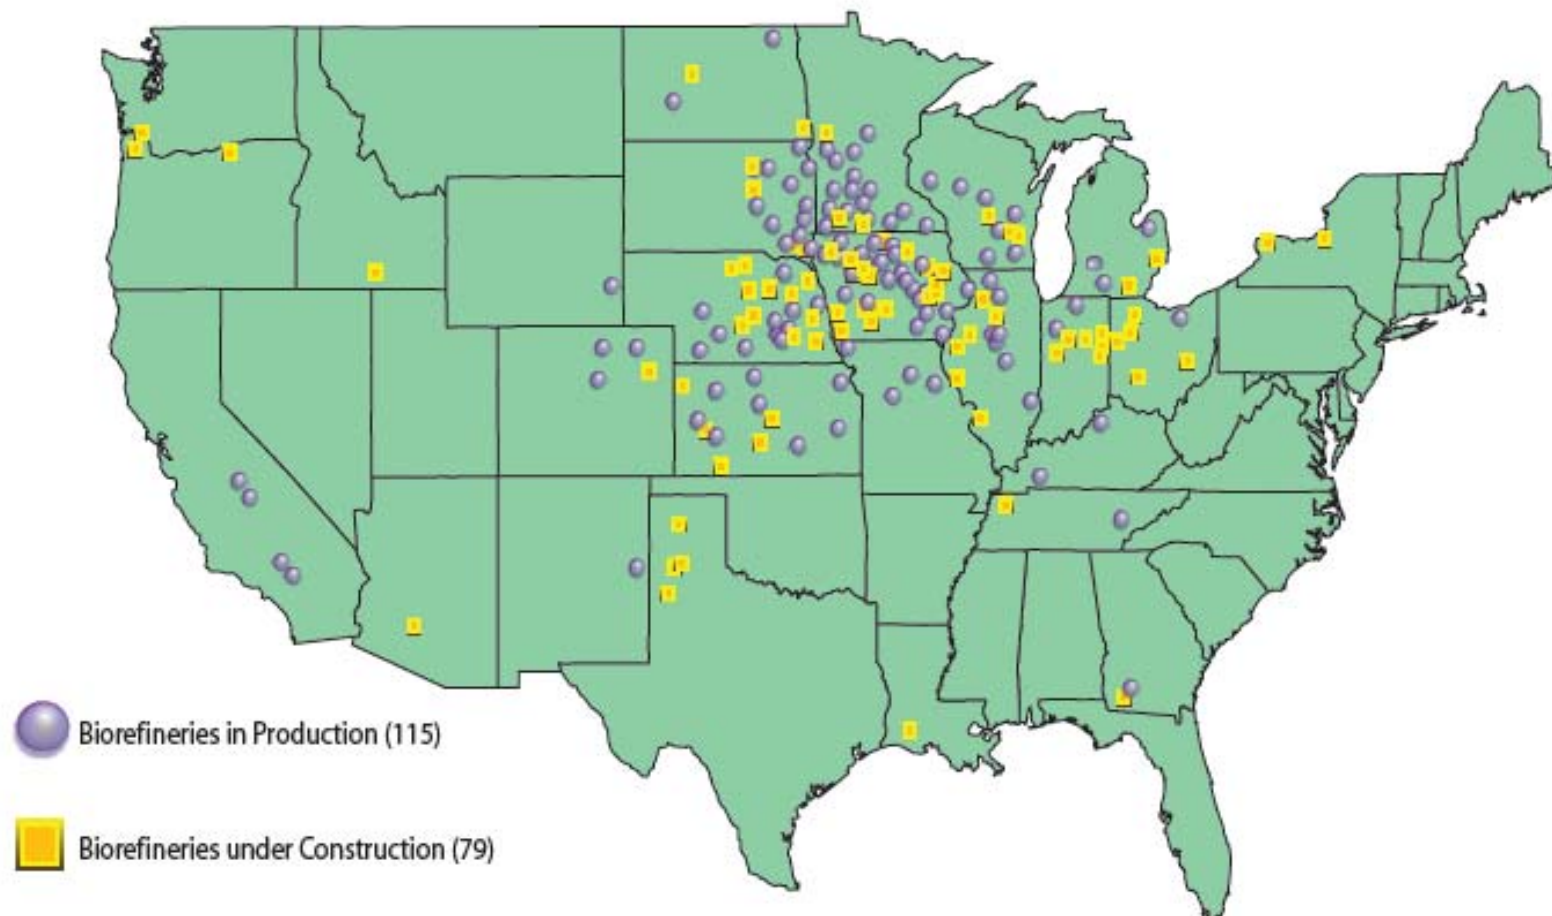 Biorefineries in Production (115)
Biorefineries under Construction (79)